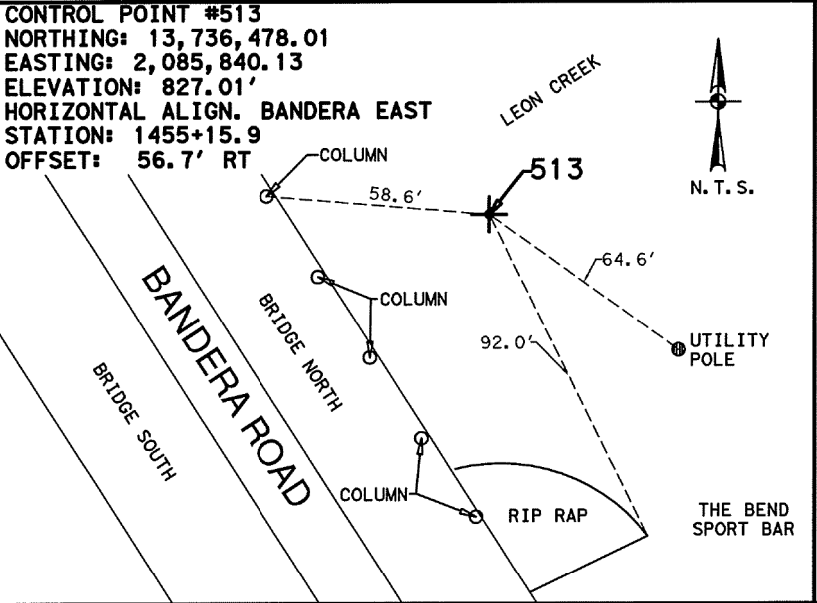 CONTROL POINT #513
NORTHING: 13,736,478.01
EASTING: 2,085,840.13
ELEVATION: 827.01'
HORIZONTAL ALIGN. BANDERA EAST
STATION: 1455+15.9
OFFSET: 56.7' RT
LEON CREEK
N.T.S.
COLUMN
58.6'
513
64.6'
COLUMN
92.0'
UTILITY
POLE
BANDERA ROAD
BRIDGE NORTH
BRIDGE SOUTH
COLUMN
RIP RAP
THE BEND
SPORT BAR